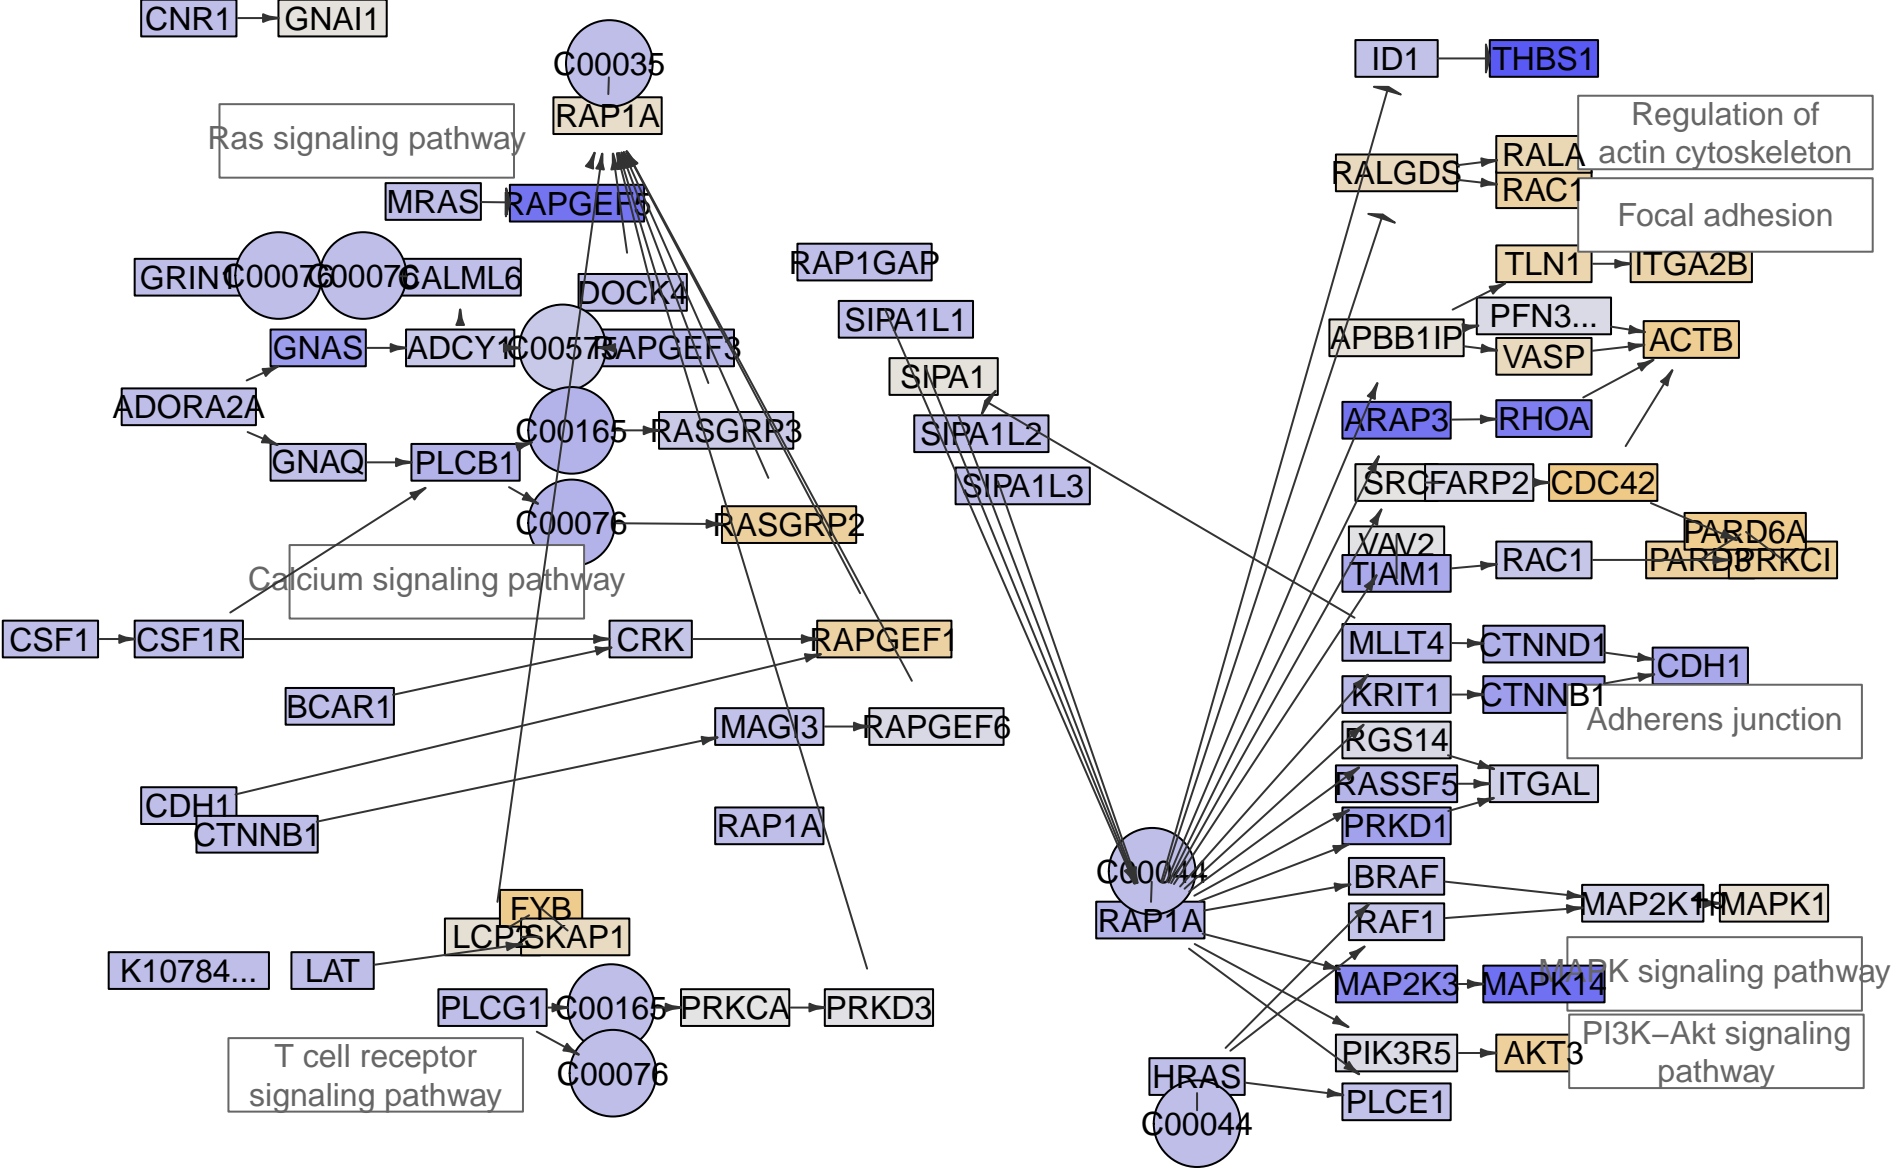 CNR1
GNAI1
C00035
RAP1A
Ras signaling pathway
MRAS
RAPGEF5
GRIN1
C00076
C00076
CALML6
DOCK4
GNAS
ADCY1
C00575
RAPGEF3
ADORA2A
GNAQ
PLCB1
C00165
RASGRP3
C00076
RASGRP2
Calcium signaling pathway
CSF1
CSF1R
CRK
RAPGEF1
BCAR1
MAGI3
RAPGEF6
CDH1
CTNNB1
RAP1A
FYB
LCP2
SKAP1
K10784...
LAT
PLCG1
C00165
PRKCA
PRKD3
C00076
T cell receptor
signaling pathway
RAP1GAP
SIPA1L1
SIPA1
SIPA1L2
SIPA1L3
C00044
RAP1A
HRAS
C00044
ID1
THBS1
Regulation of
actin cytoskeleton
RALGDS
RALA
RAC1
Focal adhesion
TLN1
ITGA2B
APBB1IP
PFN3...
VASP
ACTB
ARAP3
RHOA
SRC
FARP2
CDC42
VAV2
TIAM1
RAC1
PARD6A
PARD3
PRKCI
MLLT4
CTNND1
CDH1
KRIT1
CTNNB1
Adherens junction
RGS14
RASSF5
ITGAL
PRKD1
BRAF
RAF1
MAP2K1
+p
MAPK1
MAP2K3
MAPK14
MAPK signaling pathway
PIK3R5
AKT3
PI3K−Akt signaling
pathway
PLCE1